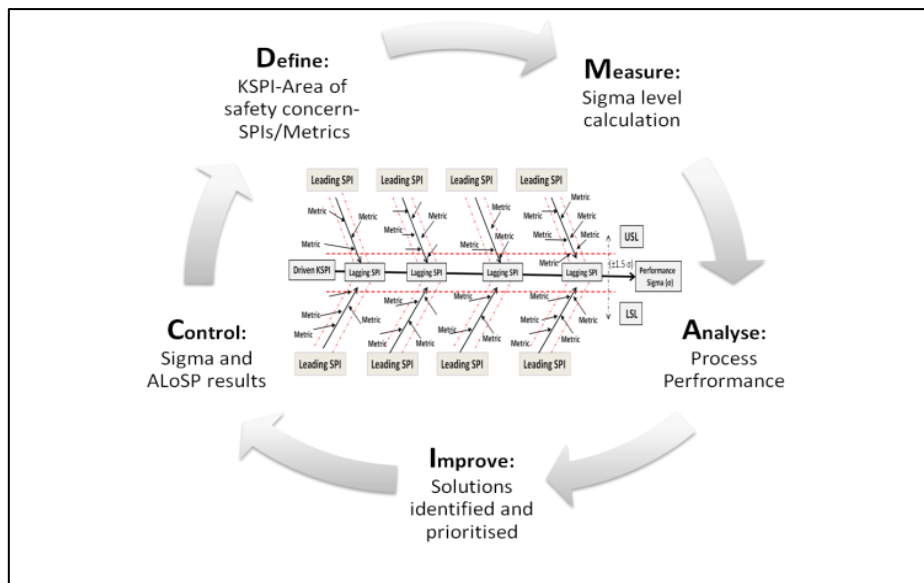 Define:
KSPI-Area of
safety concern-
SPIs/Metrics
Measure:
Sigma level
calculation
Leading SPI
Leading SPI
Leading SPI
Leading SPI
Metric
Metric
Metric
Metric
Metric
Metric
Metric
Metric
Metric
Metric
Metric
Metric
Metric
USL
Driven KSPI
Lagging SPI
Lagging SPI
Lagging SPI
Lagging SPI
(±1.5 σ)
Performance
Sigma (σ)
LSL
Metric
Metric
Metric
Metric
Metric
Metric
Metric
Metric
Metric
Metric
Metric
Metric
Leading SPI
Leading SPI
Leading SPI
Leading SPI
Analyse:
Process
Perfrormance
Improve:
Solutions
identified and
prioritised
Control:
Sigma and
ALoSP results